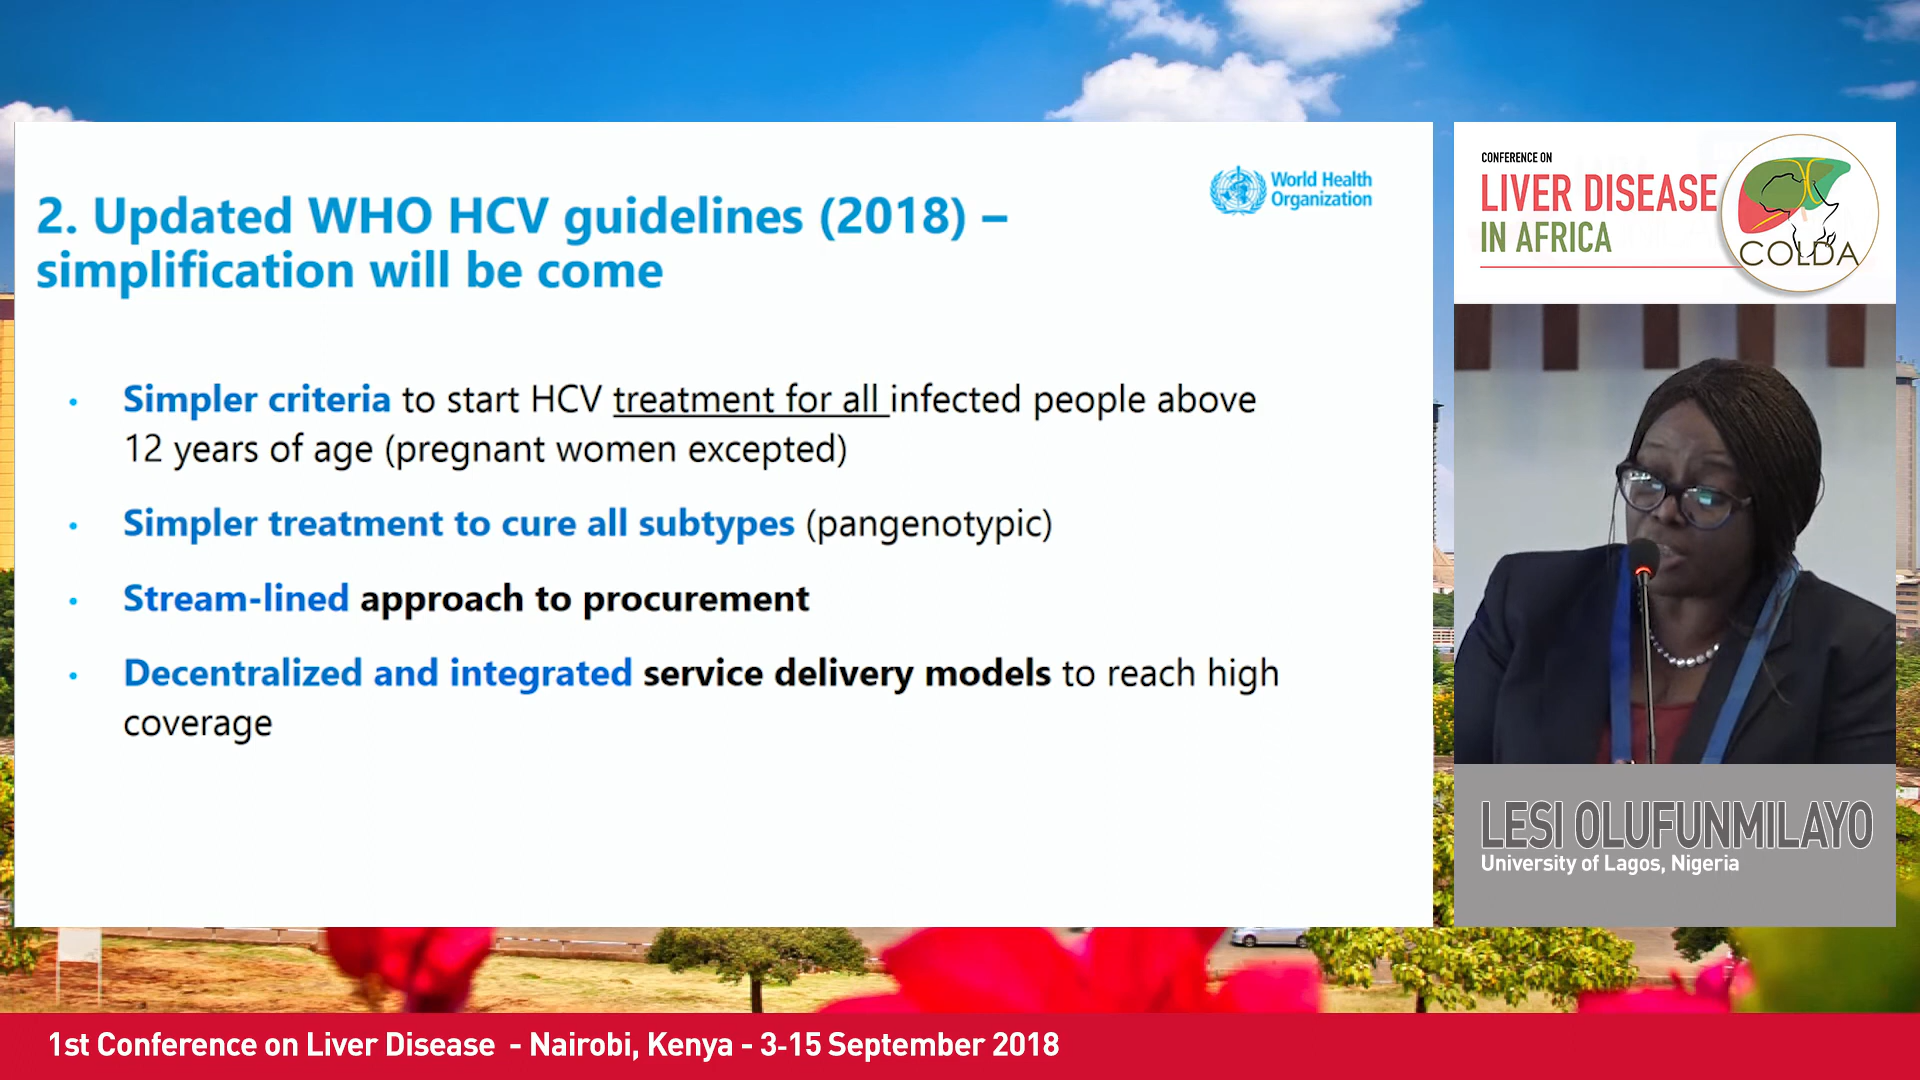 2. Updated WHO HCV guidelines (2018) –
simplification will be come
World Health
Organization
• Simpler criteria to start HCV treatment for all infected people above
12 years of age (pregnant women excepted)
• Simpler treatment to cure all subtypes (pangenotypic)
• Stream-lined approach to procurement
• Decentralized and integrated service delivery models to reach high
coverage
CONFERENCE ON
LIVER DISEASE
IN AFRICA
COLDA
LESI OLUFUNMILAYO
University of Lagos, Nigeria
1st Conference on Liver Disease - Nairobi, Kenya - 3-15 September 2018